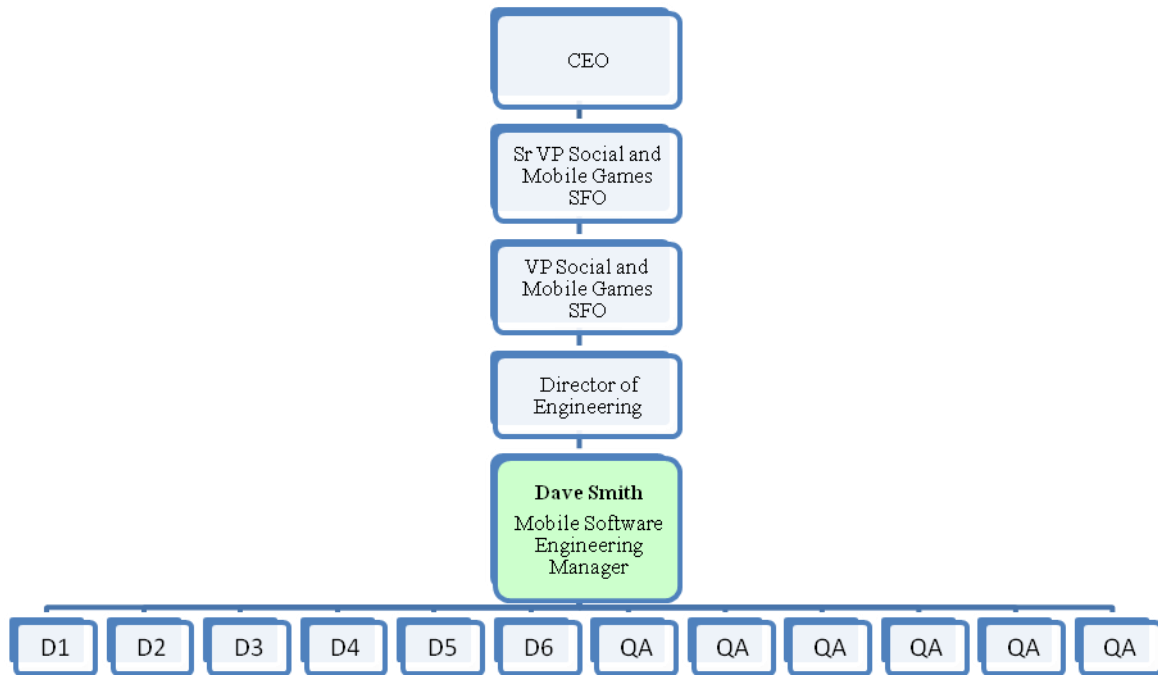 CEO
Sr VP Social and
Mobile Games
SFO
VP Social and
Mobile Games
SFO
Director of
Engineering
Dave Smith
Mobile Software
Engineering
Manager
D1 D2 D3 D4 D5 D6 QA QA QA QA QA QA